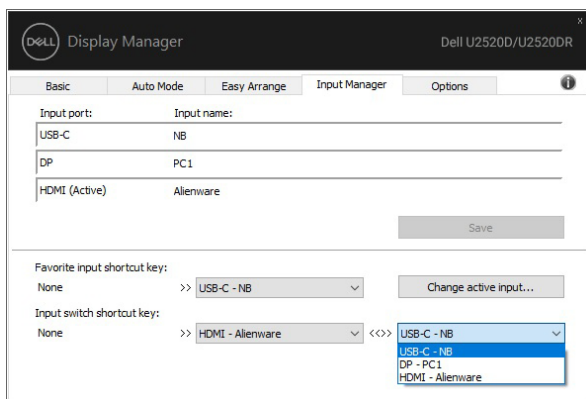 x
DELL Display Manager Dell U2520D/U2520DR
Basic Auto Mode Easy Arrange Input Manager Options i
Input port: Input name:
USB-C NB
DP PC1
HDMI (Active) Alienware
Save
Favorite input shortcut key:
None >> USB-C - NB Change active input...
Input switch shortcut key:
None >> HDMI - Alienware <<>> USB-C - NB
USB-C - NB
DP - PC1
HDMI - Alienware